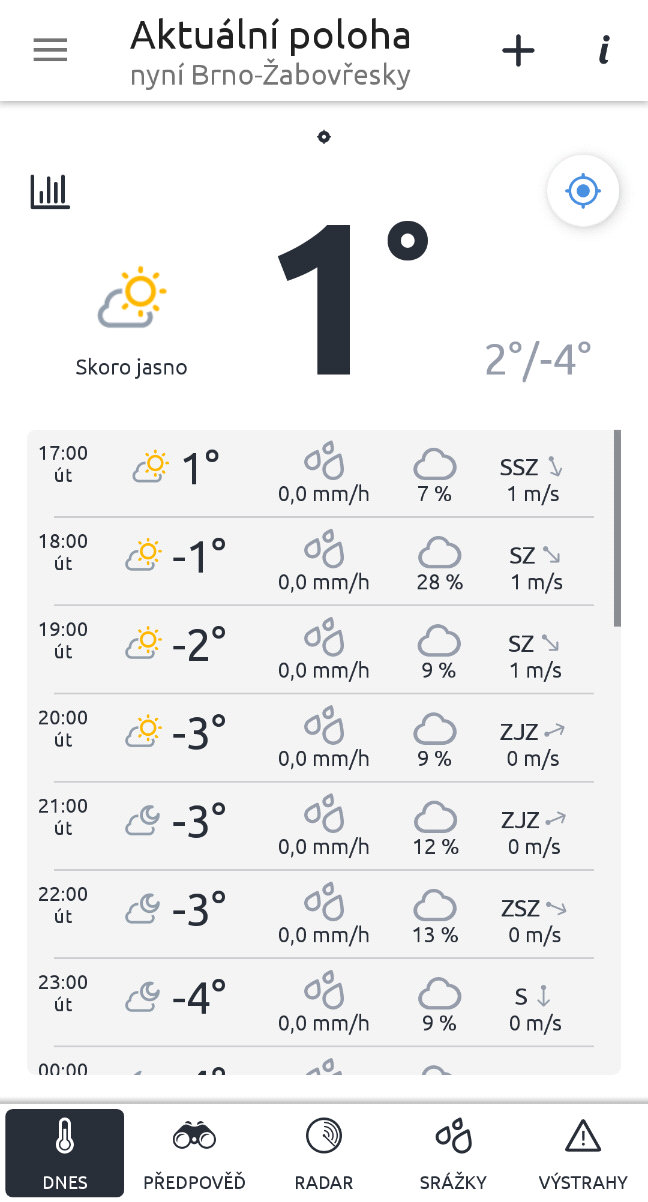 Aktuální poloha
nyní Brno-Žabovřesky
i
1°
Skoro jasno
2°/-4°
17:00
út
1°
0,0 mm/h
7 %
SSZ
1 m/s
18:00
út
-1°
0,0 mm/h
28 %
SZ
1 m/s
19:00
út
-2°
0,0 mm/h
9 %
SZ
1 m/s
20:00
út
-3°
0,0 mm/h
9 %
ZJZ
0 m/s
21:00
út
-3°
0,0 mm/h
12 %
ZJZ
0 m/s
22:00
út
-3°
0,0 mm/h
13 %
ZSZ
0 m/s
23:00
út
-4°
0,0 mm/h
9 %
S
0 m/s
00:00
DNES
PŘEDPOVĚĎ
RADAR
SRÁŽKY
VÝSTRAHY